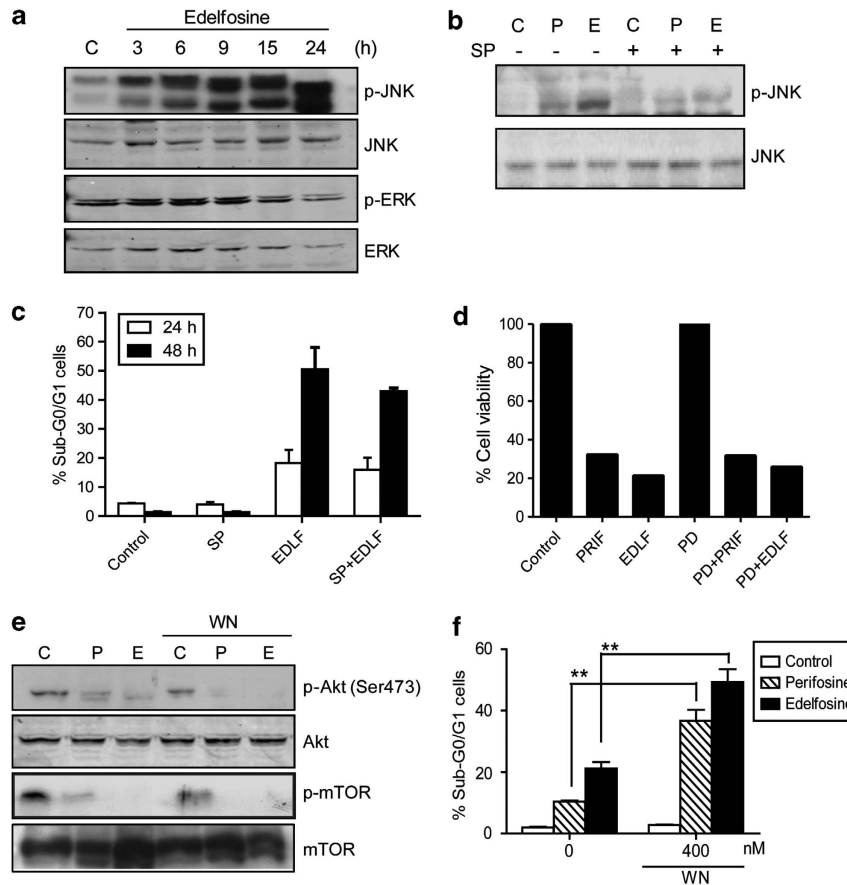 a
Edelfosine
C 3 6 9 15 24 (h)
p-JNK
JNK
p-ERK
ERK
b
C P E C P E
SP - - - + + +
p-JNK
JNK
c
24 h
48 h
% Sub-G0/G1 cells
70
60
50
40
30
20
10
0
Control
SP
EDLF
SP+EDLF
d
% Cell viability
100
80
60
40
20
0
Control
PRIF
EDLF
PD
PD+PRIF
PD+EDLF
e
WN
C P E C P E
p-Akt (Ser473)
Akt
p-mTOR
mTOR
f
% Sub-G0/G1 cells
60
40
20
0
**
**
Control
Perifosine
Edelfosine
0 400 nM
WN